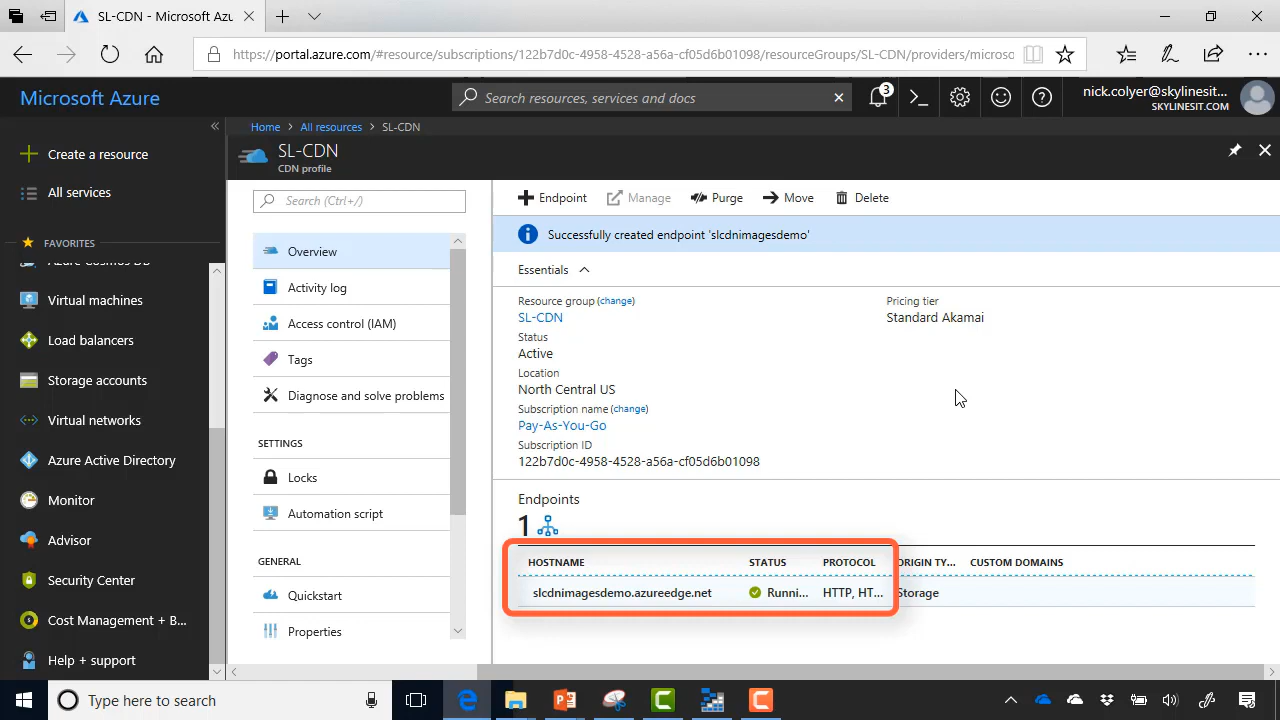 SL-CDN - Microsoft Azu
https://portal.azure.com/#resource/subscriptions/122b7d0c-4958-4528-a56a-cf05d6b01098/resourceGroups/SL-CDN/providers/microso
Microsoft Azure
Search resources, services and docs
3
nick.colyer@skylinesit...
SKYLINESIT.COM
Create a resource
All services
FAVORITES
Azure Cosmos DB
Virtual machines
Load balancers
Storage accounts
Virtual networks
Azure Active Directory
Monitor
Advisor
Security Center
Cost Management + B...
Help + support
Home > All resources > SL-CDN
SL-CDN
CDN profile
Search (Ctrl+/)
Overview
Activity log
Access control (IAM)
Tags
Diagnose and solve problems
SETTINGS
Locks
Automation script
GENERAL
Quickstart
Properties
Endpoint Manage Purge Move Delete
Successfully created endpoint 'slcdnimagesdemo'
Essentials
Resource group (change)
SL-CDN
Status
Active
Location
North Central US
Subscription name (change)
Pay-As-You-Go
Subscription ID
122b7d0c-4958-4528-a56a-cf05d6b01098
Pricing tier
Standard Akamai
Endpoints
1
HOSTNAME STATUS PROTOCOL ORIGIN TY... CUSTOM DOMAINS
slcdnimagesdemo.azureedge.net Runni... HTTP, HT... Storage
Type here to search